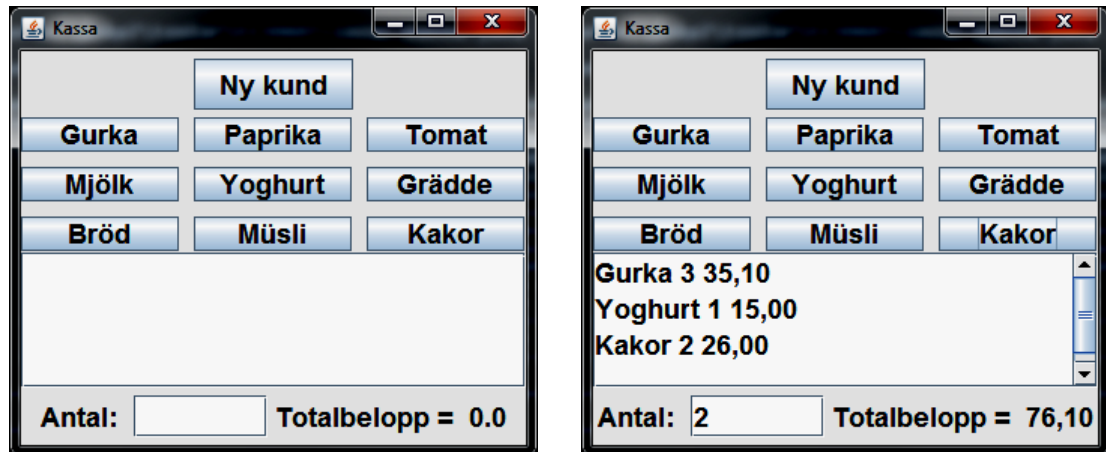 Kassa
Ny kund
Gurka Paprika Tomat
Mjölk Yoghurt Grädde
Bröd Müsli Kakor
Antal: Totalbelopp = 0.0
Kassa
Ny kund
Gurka Paprika Tomat
Mjölk Yoghurt Grädde
Bröd Müsli Kakor
Gurka 3 35,10
Yoghurt 1 15,00
Kakor 2 26,00
Antal: 2 Totalbelopp = 76,10